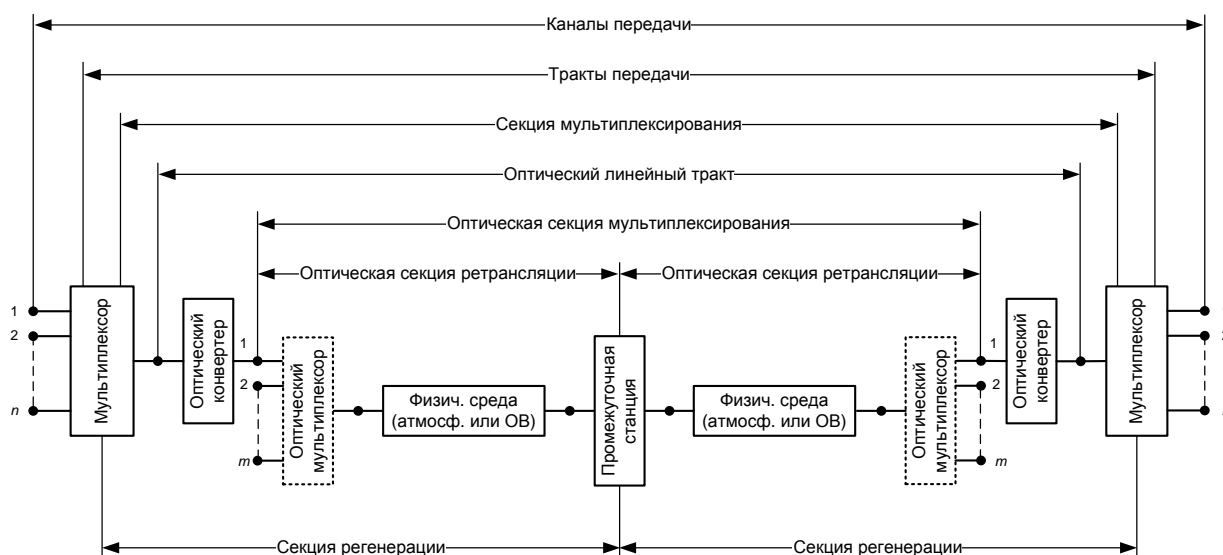 Каналы передачи
Тракты передачи
Секция мультиплексирования
Оптический линейный тракт
Оптическая секция мультиплексирования
Оптическая секция ретрансляции
Оптическая секция ретрансляции
1
2
n
Мультиплексор
Оптический
конвертер
1
2
m
Оптический
мультиплексор
Физич. среда
(атмосф. или ОВ)
Промежуточная
станция
Физич. среда
(атмосф. или ОВ)
Оптический
мультиплексор
1
2
m
Оптический
конвертер
Мультиплексор
Секция регенерации
Секция регенерации